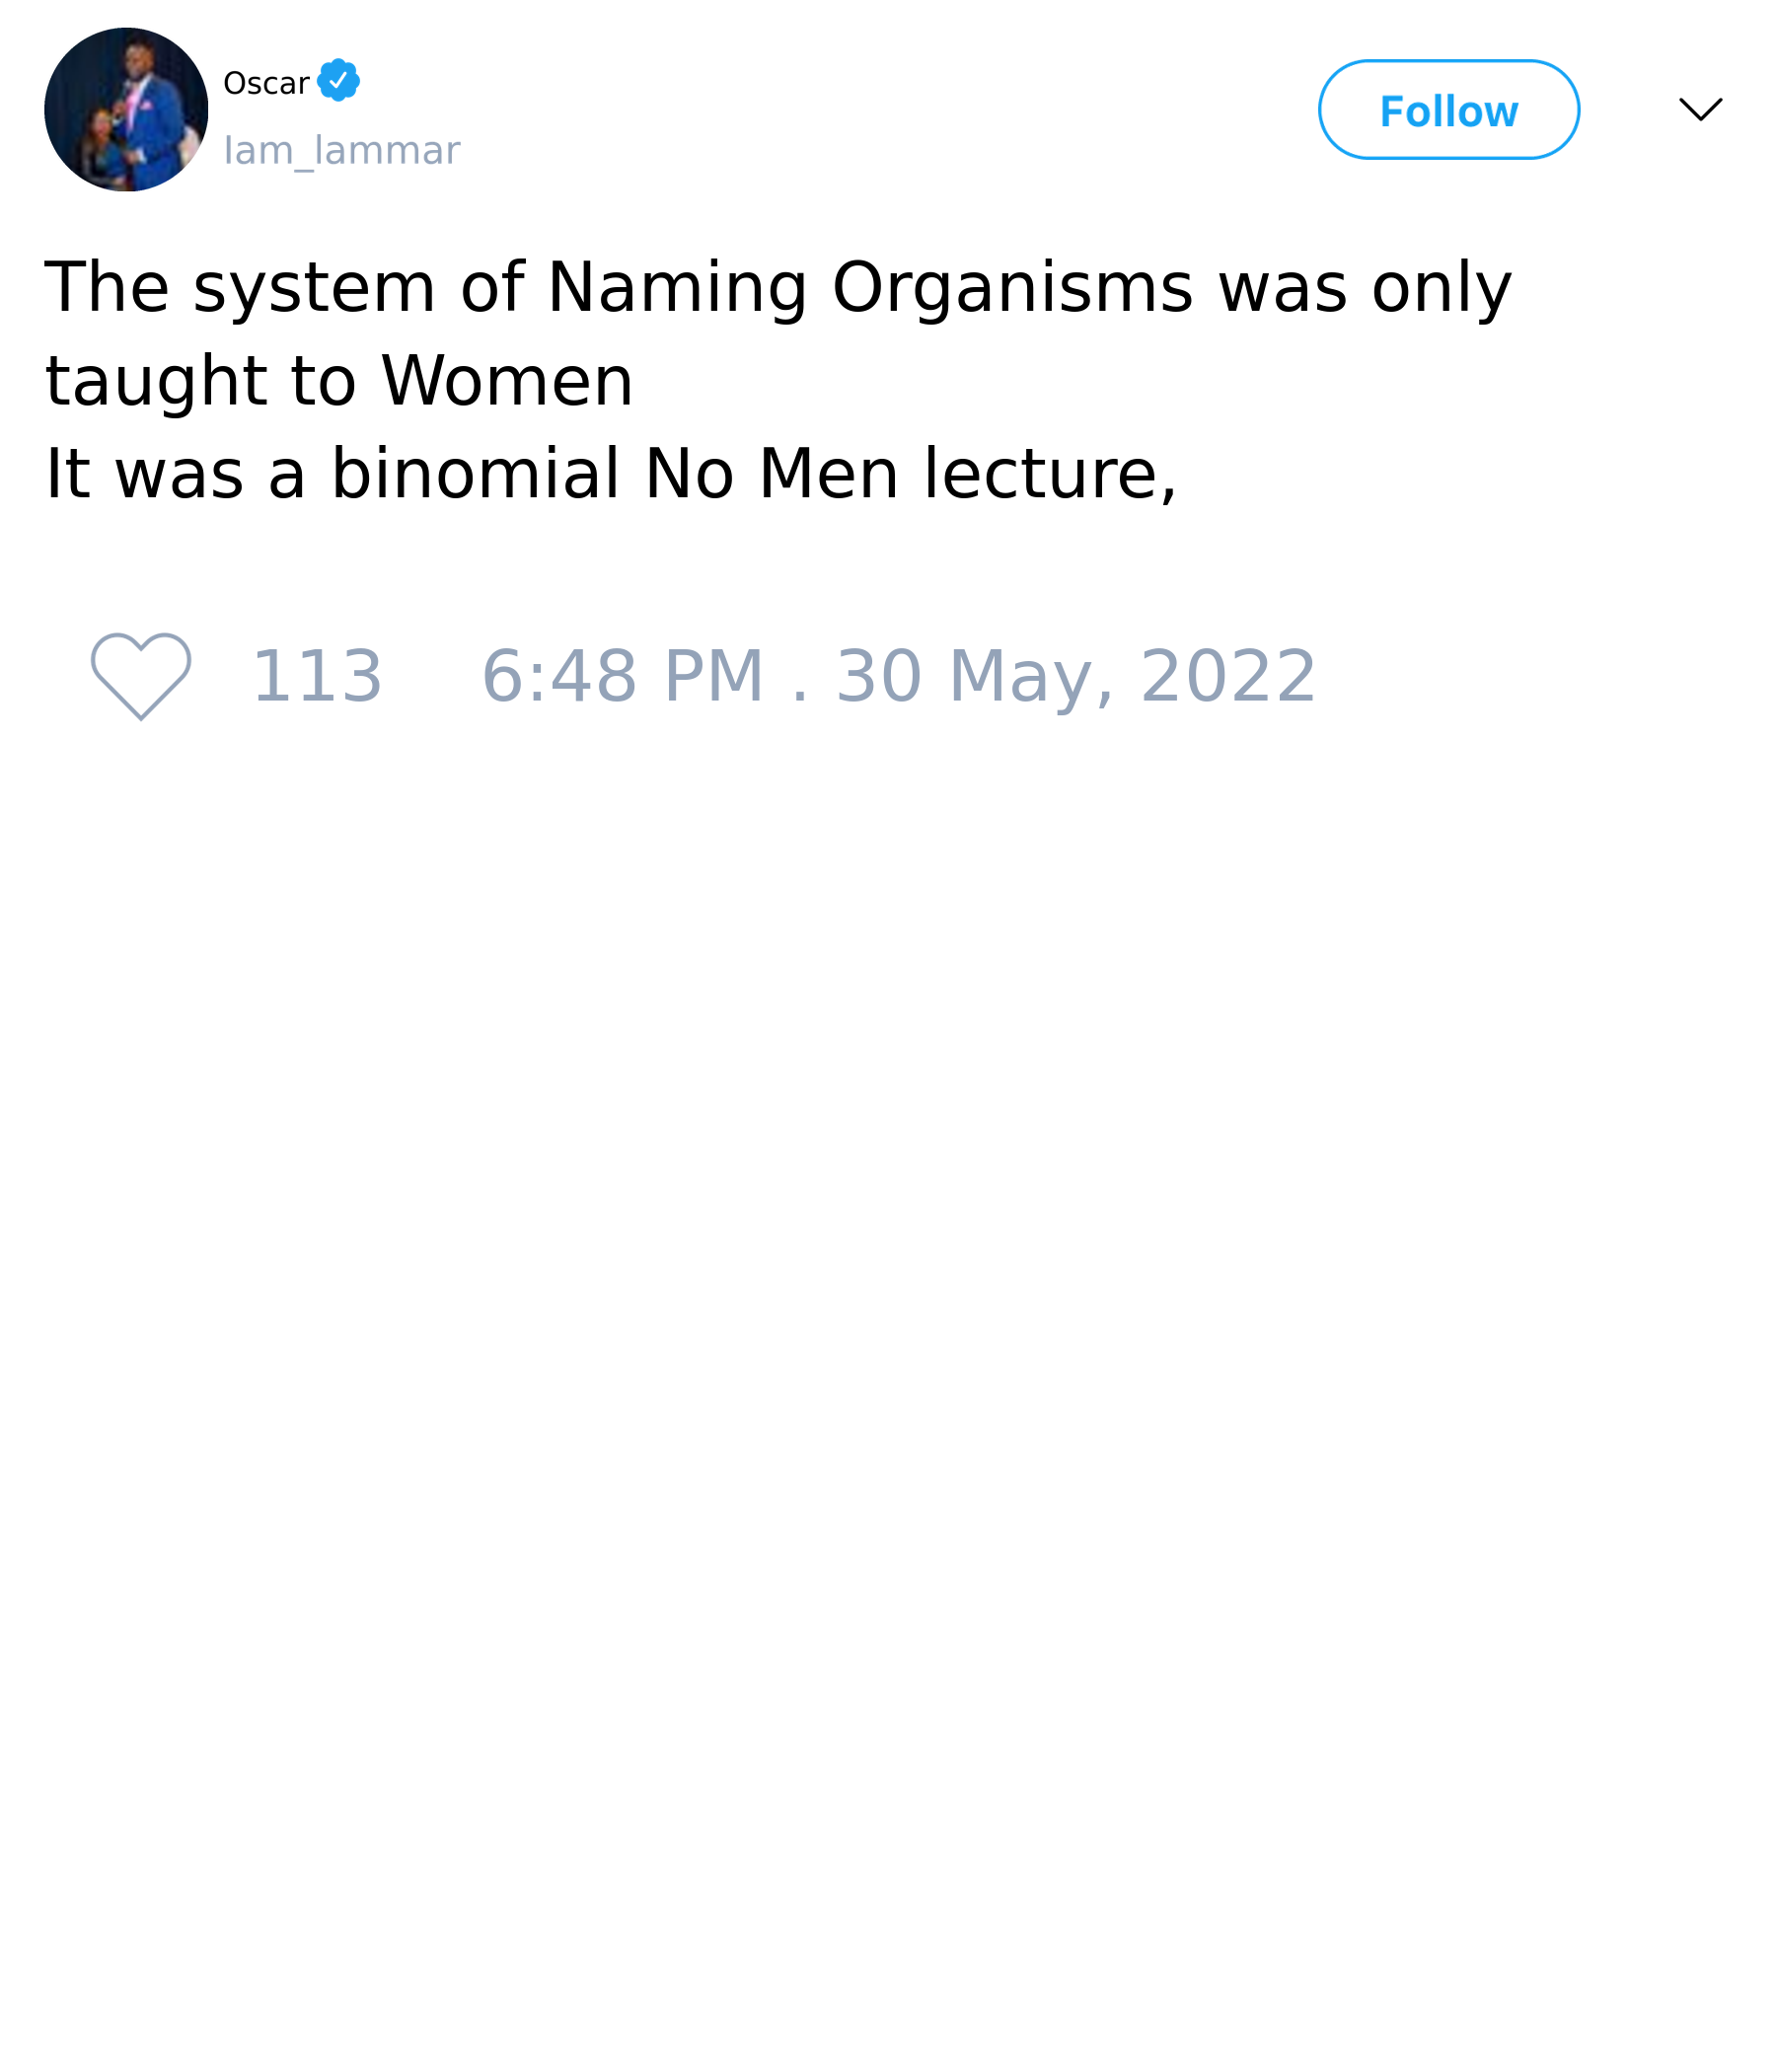 Oscar
Iam_lammar
Follow
The system of Naming Organisms was only
taught to Women
It was a binomial No Men lecture,
113 6:48 PM . 30 May, 2022